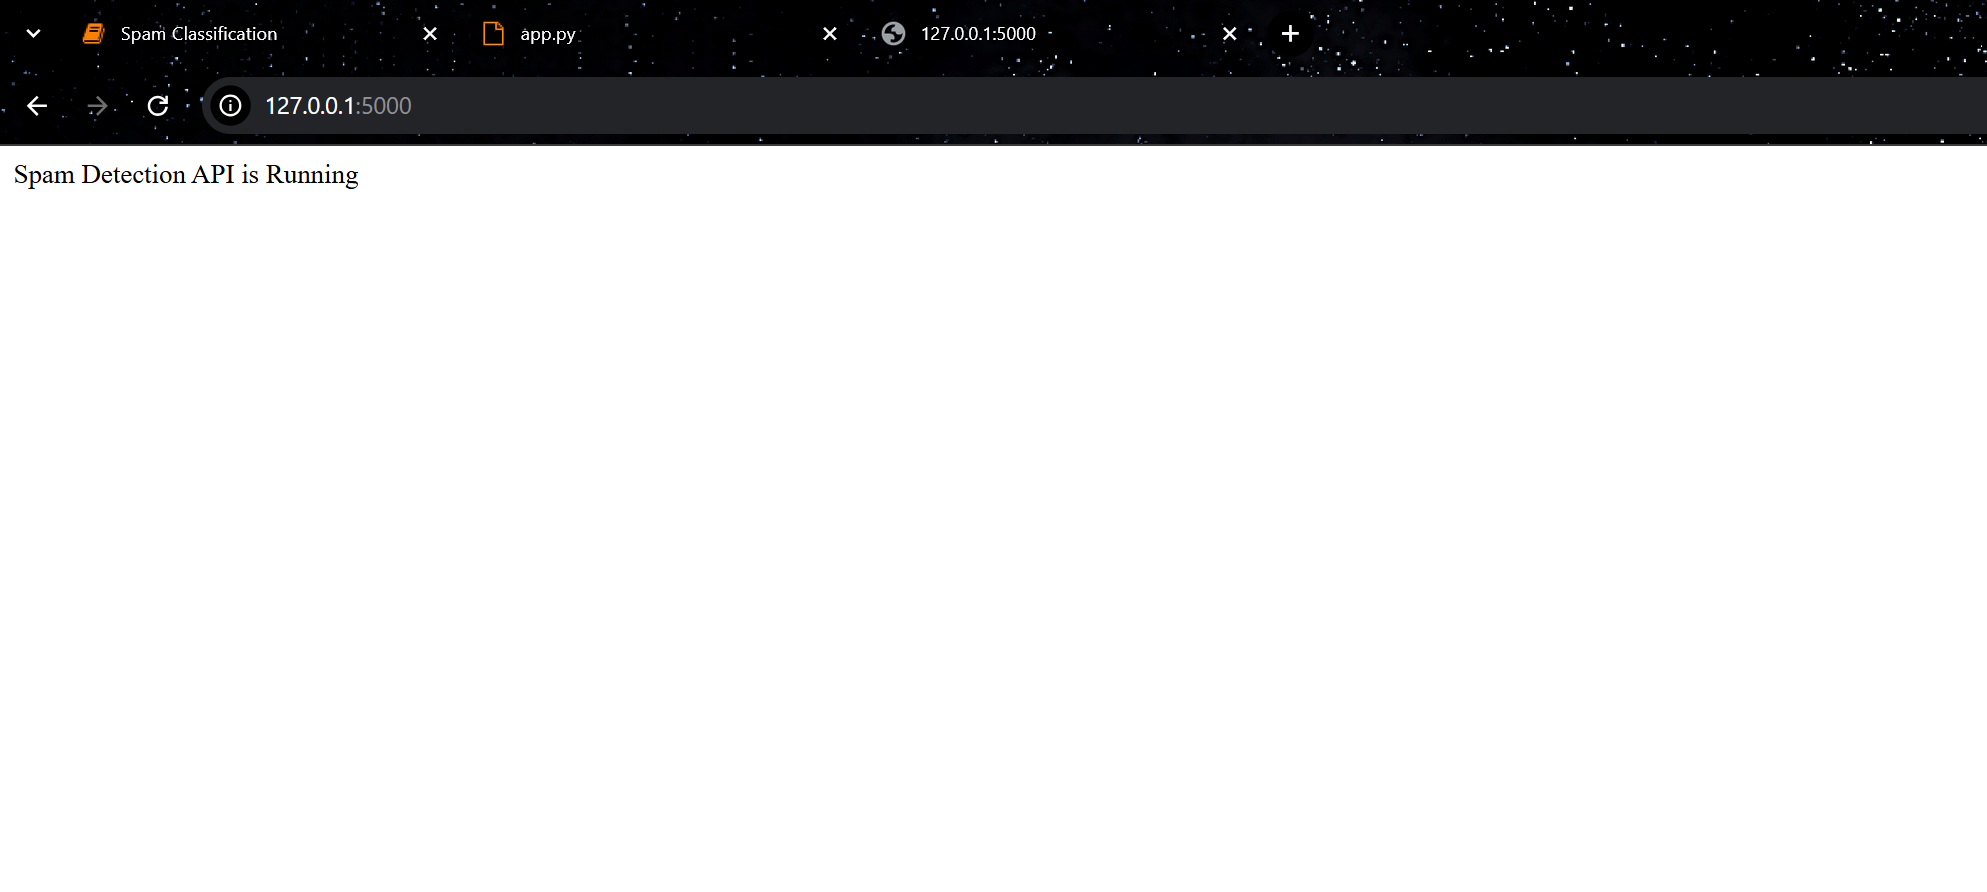 Spam Classification
app.py
127.0.0.1:5000
127.0.0.1:5000
Spam Detection API is Running